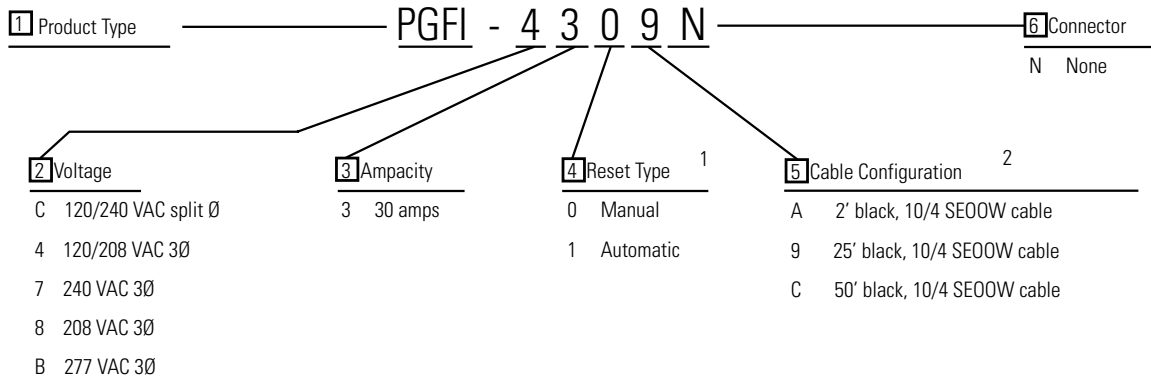 1 Product Type
PGFI - 4 3 0 9 N
6 Connector
N None
2 Voltage
C 120/240 VAC split Ø
4 120/208 VAC 3Ø
7 240 VAC 3Ø
8 208 VAC 3Ø
B 277 VAC 3Ø
3 Ampacity
3 30 amps
4 Reset Type 1
0 Manual
1 Automatic
5 Cable Configuration 2
A 2' black, 10/4 SEOOW cable
9 25' black, 10/4 SEOOW cable
C 50' black, 10/4 SEOOW cable